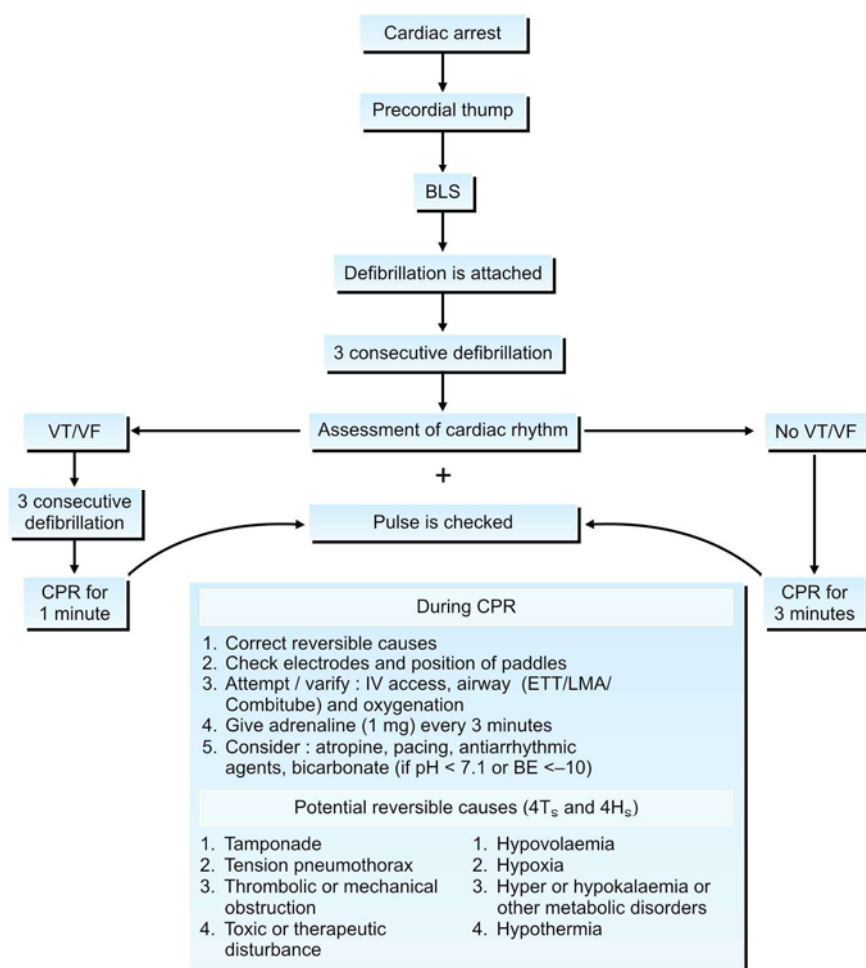 Cardiac arrest
Precordial thump
BLS
Defibrillation is attached
3 consecutive defibrillation
VT/VF
Assessment of cardiac rhythm
No VT/VF
+
3 consecutive
defibrillation
Pulse is checked
CPR for
1 minute
CPR for
3 minutes
During CPR
1. Correct reversible causes
2. Check electrodes and position of paddles
3. Attempt / varify : IV access, airway (ETT/LMA/
Combitube) and oxygenation
4. Give adrenaline (1 mg) every 3 minutes
5. Consider : atropine, pacing, antiarrhythmic
agents, bicarbonate (if pH < 7.1 or BE <–10)
Potential reversible causes (4Ts and 4Hs)
1. Tamponade
2. Tension pneumothorax
3. Thrombolic or mechanical
obstruction
4. Toxic or therapeutic
disturbance
1. Hypovolaemia
2. Hypoxia
3. Hyper or hypokalaemia or
other metabolic disorders
4. Hypothermia